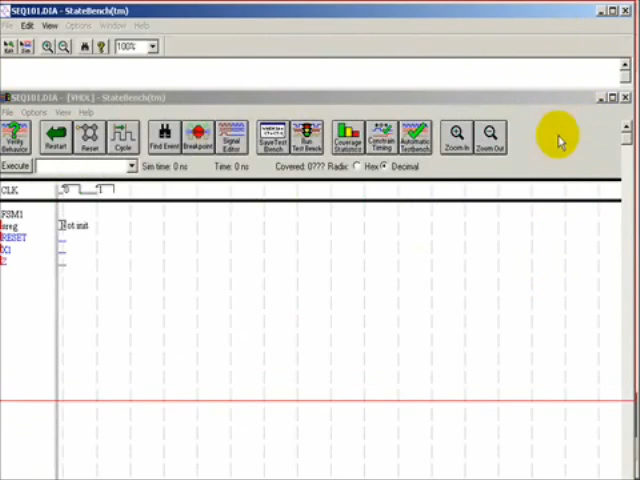 SEQ101.DIA - StateBench(tm)
File Edit View Options Window Help
100%
SEQ101.DIA - [VHDL] - StateBench(tm)
File Options View Help
Verify Behavior Restart Reset Cycle Find Event Breakpoint Signal Editor Save Test Bench Run Test Bench Coverage Statistics Constrain Timing Automatic Testbench Zoom In Zoom Out
Execute Sim time: 0 ns Time: 0 ns Covered: 0??? Radix: Hex Decimal
CLK 0 1
FSM1
sreg Not init
RESET
X1
Z